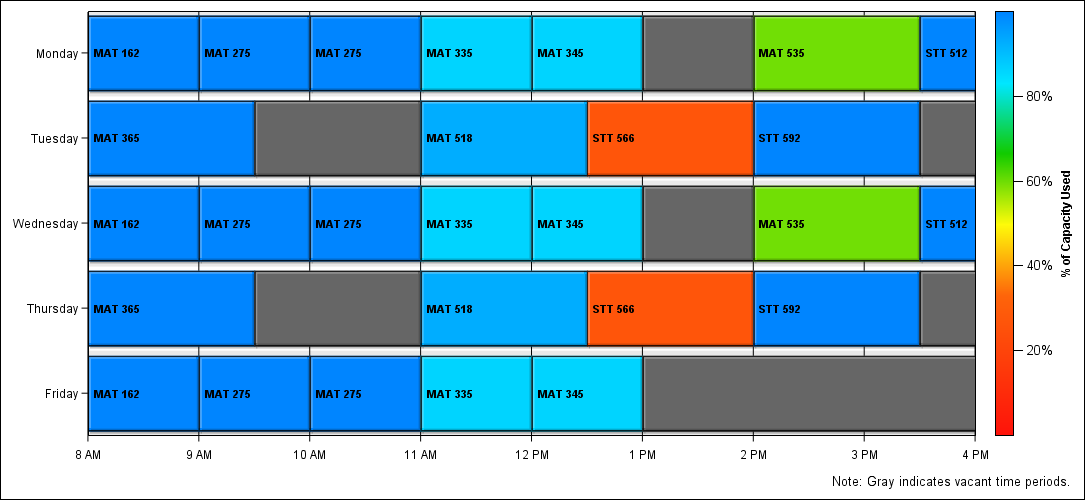 Monday
MAT 162 MAT 275 MAT 275 MAT 335 MAT 345 MAT 535 STT 512
Tuesday
MAT 365 MAT 518 STT 566 STT 592
Wednesday
MAT 162 MAT 275 MAT 275 MAT 335 MAT 345 MAT 535 STT 512
Thursday
MAT 365 MAT 518 STT 566 STT 592
Friday
MAT 162 MAT 275 MAT 275 MAT 335 MAT 345
8 AM 9 AM 10 AM 11 AM 12 PM 1 PM 2 PM 3 PM 4 PM
80%
60%
40%
20%
% of Capacity Used
Note: Gray indicates vacant time periods.